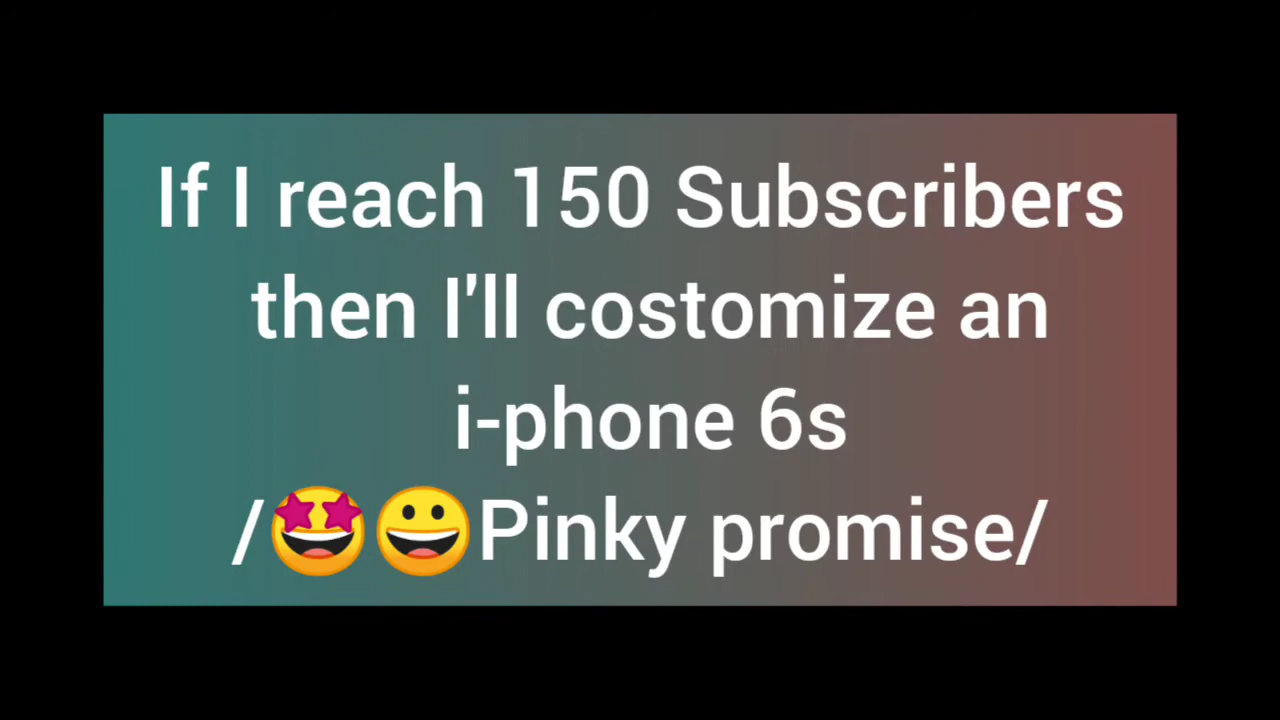 If I reach 150 Subscribers
then I'll costomize an
i-phone 6s
/🤩😀Pinky promise/